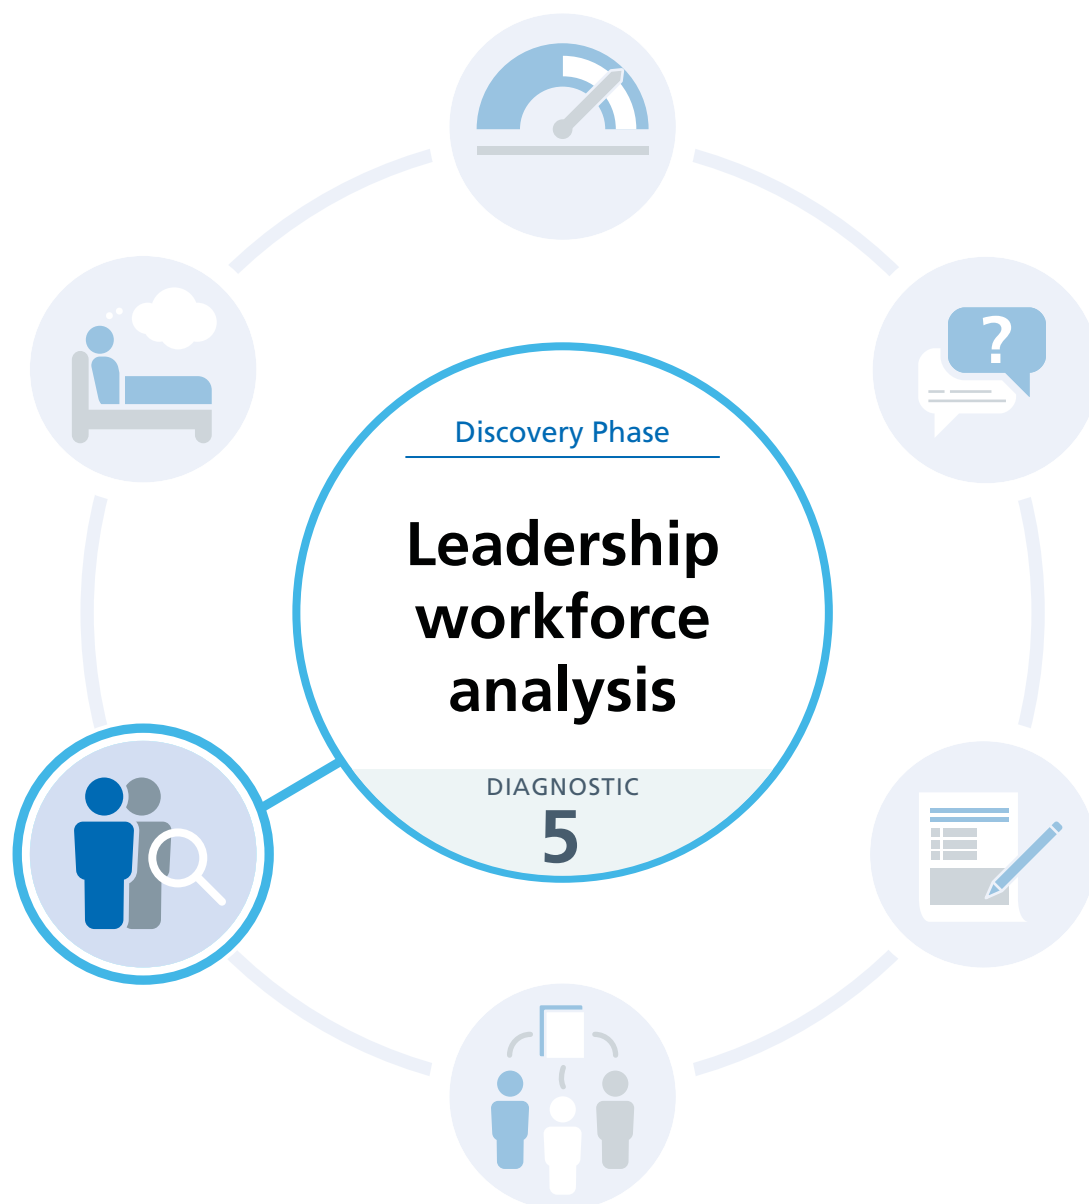 ?
Discovery Phase
Leadership
workforce
analysis
DIAGNOSTIC
5